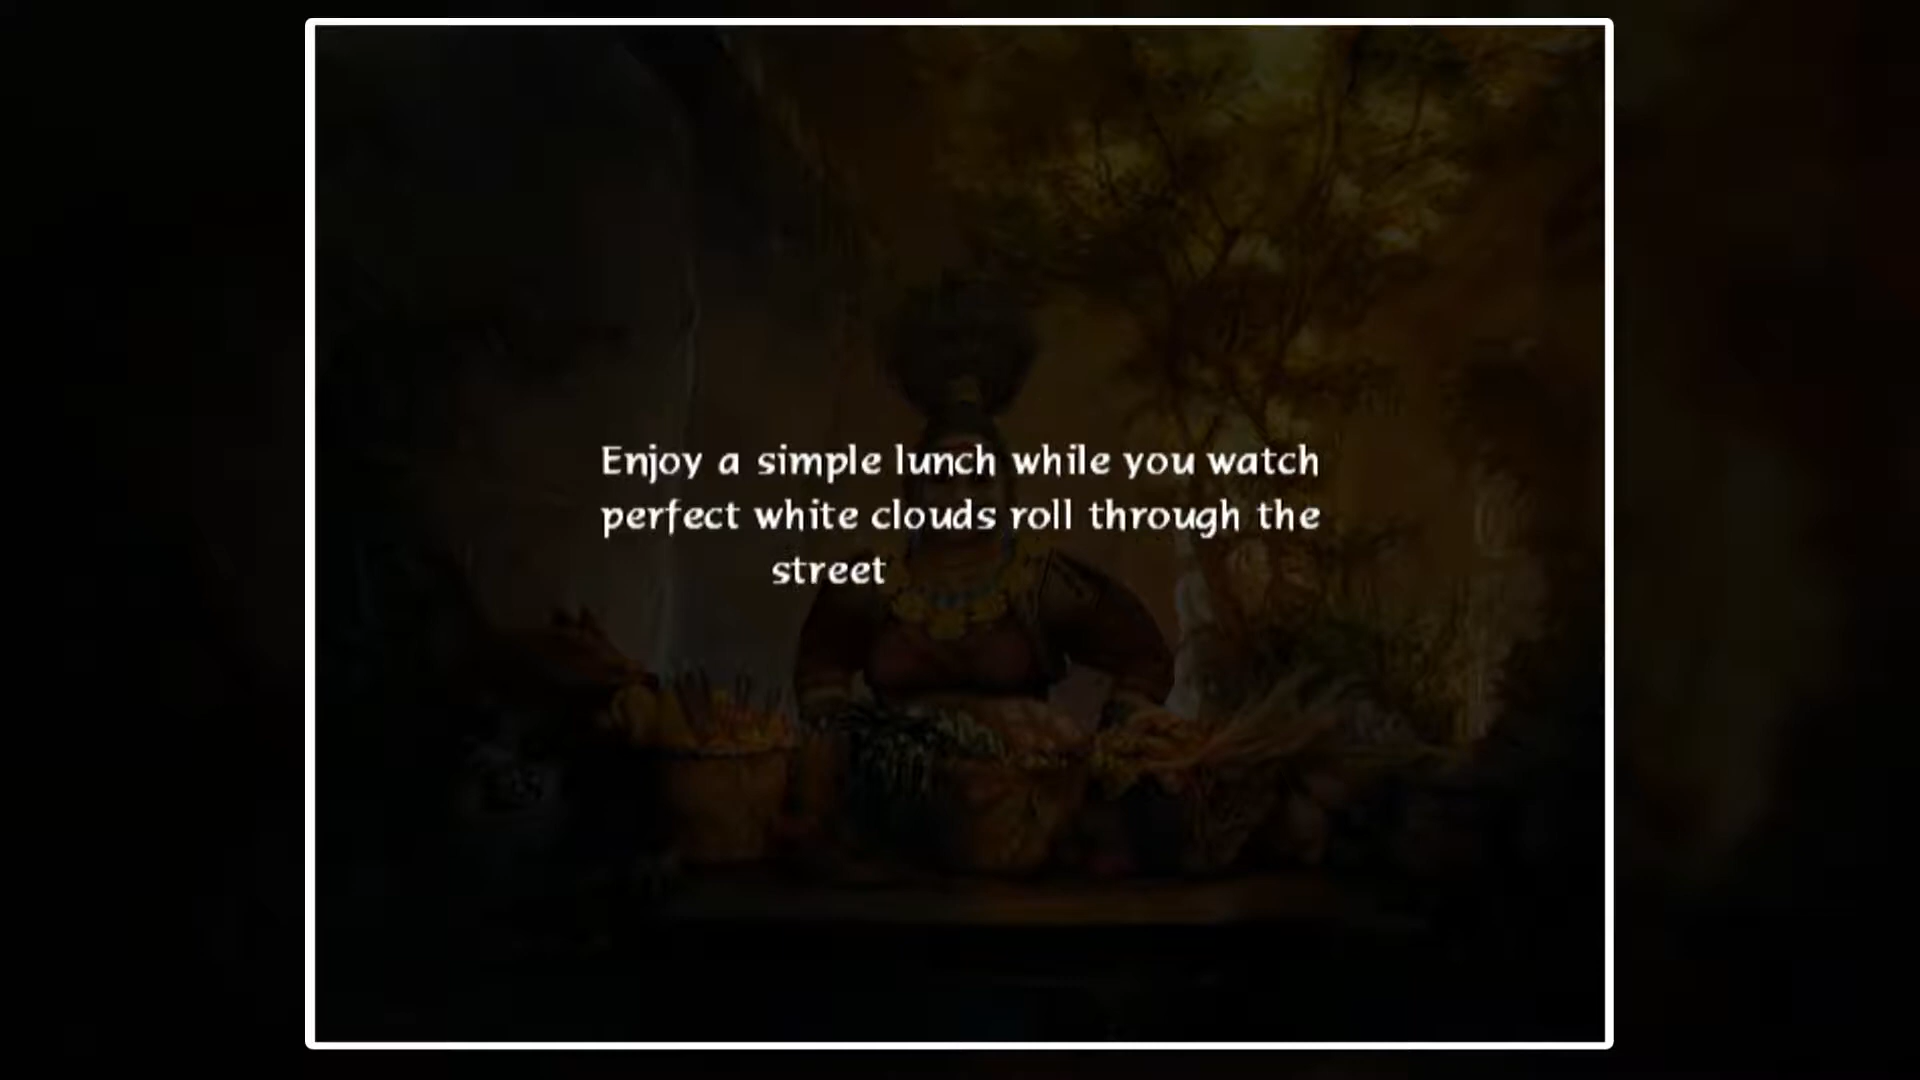 Enjoy a simple lunch while you watch
perfect white clouds roll through the
street